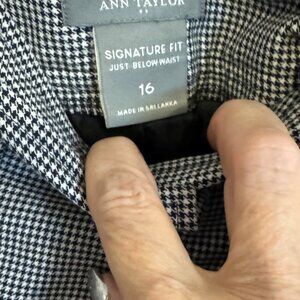 ANN TAYLOR
SIGNATURE FIT
JUST-BELOW-WAIST
16
MADE IN SRI LANKA